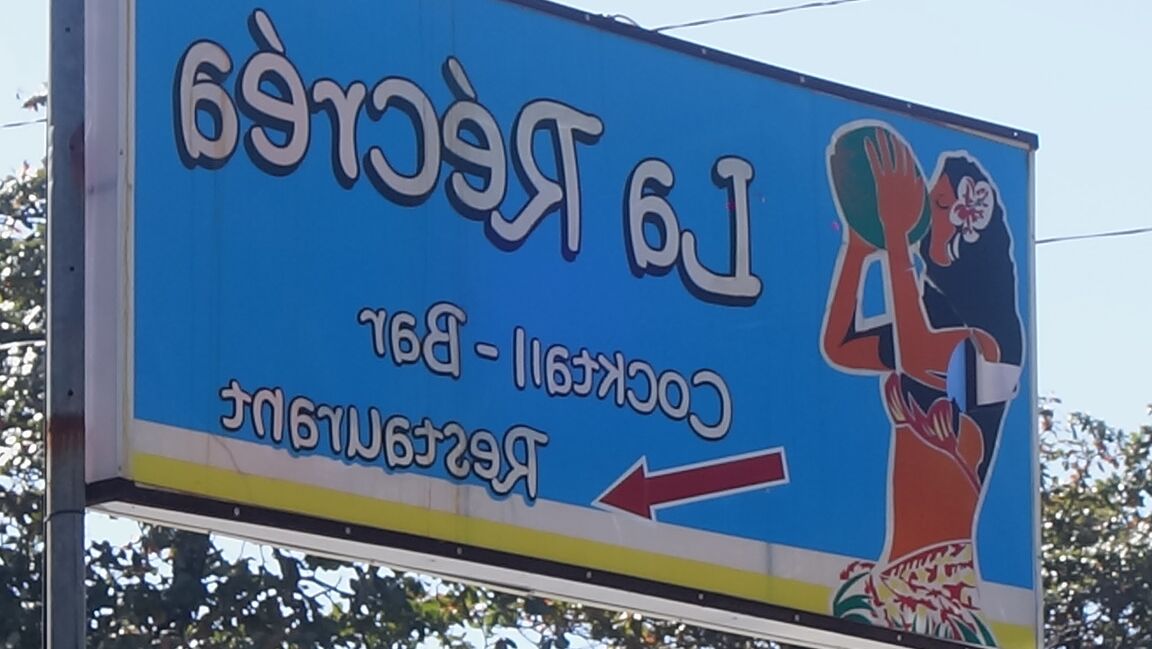 La Récréa
Cocktail - Bar
Restaurant